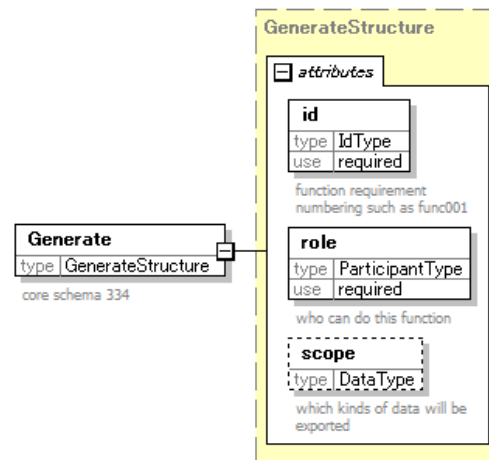 GenerateStructure
attributes
id
type IdType
use required
function requirement
numbering such as func001
Generate
type GenerateStructure
core schema 334
role
type ParticipantType
use required
who can do this function
scope
type DataType
which kinds of data will be
exported